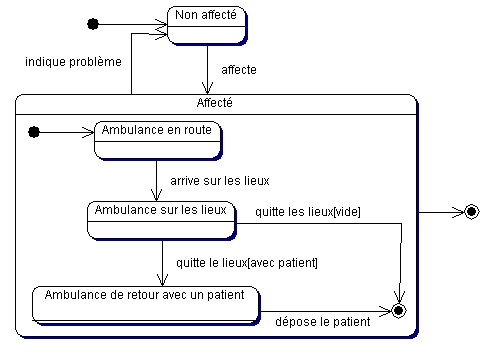 Non affecté
indique problème
affecte
Affecté
Ambulance en route
arrive sur les lieux
Ambulance sur les lieux
quitte les lieux[vide]
quitte le lieux[avec patient]
Ambulance de retour avec un patient
dépose le patient